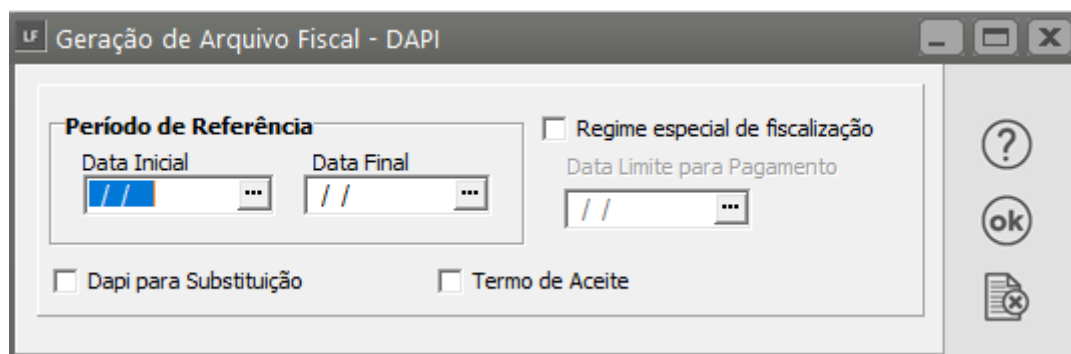 LF Geração de Arquivo Fiscal - DAPI
Período de Referência
Data Inicial Data Final
/ / ... / / ...
Regime especial de fiscalização
Data Limite para Pagamento
/ / ...
Dapi para Substituição Termo de Aceite
?
ok